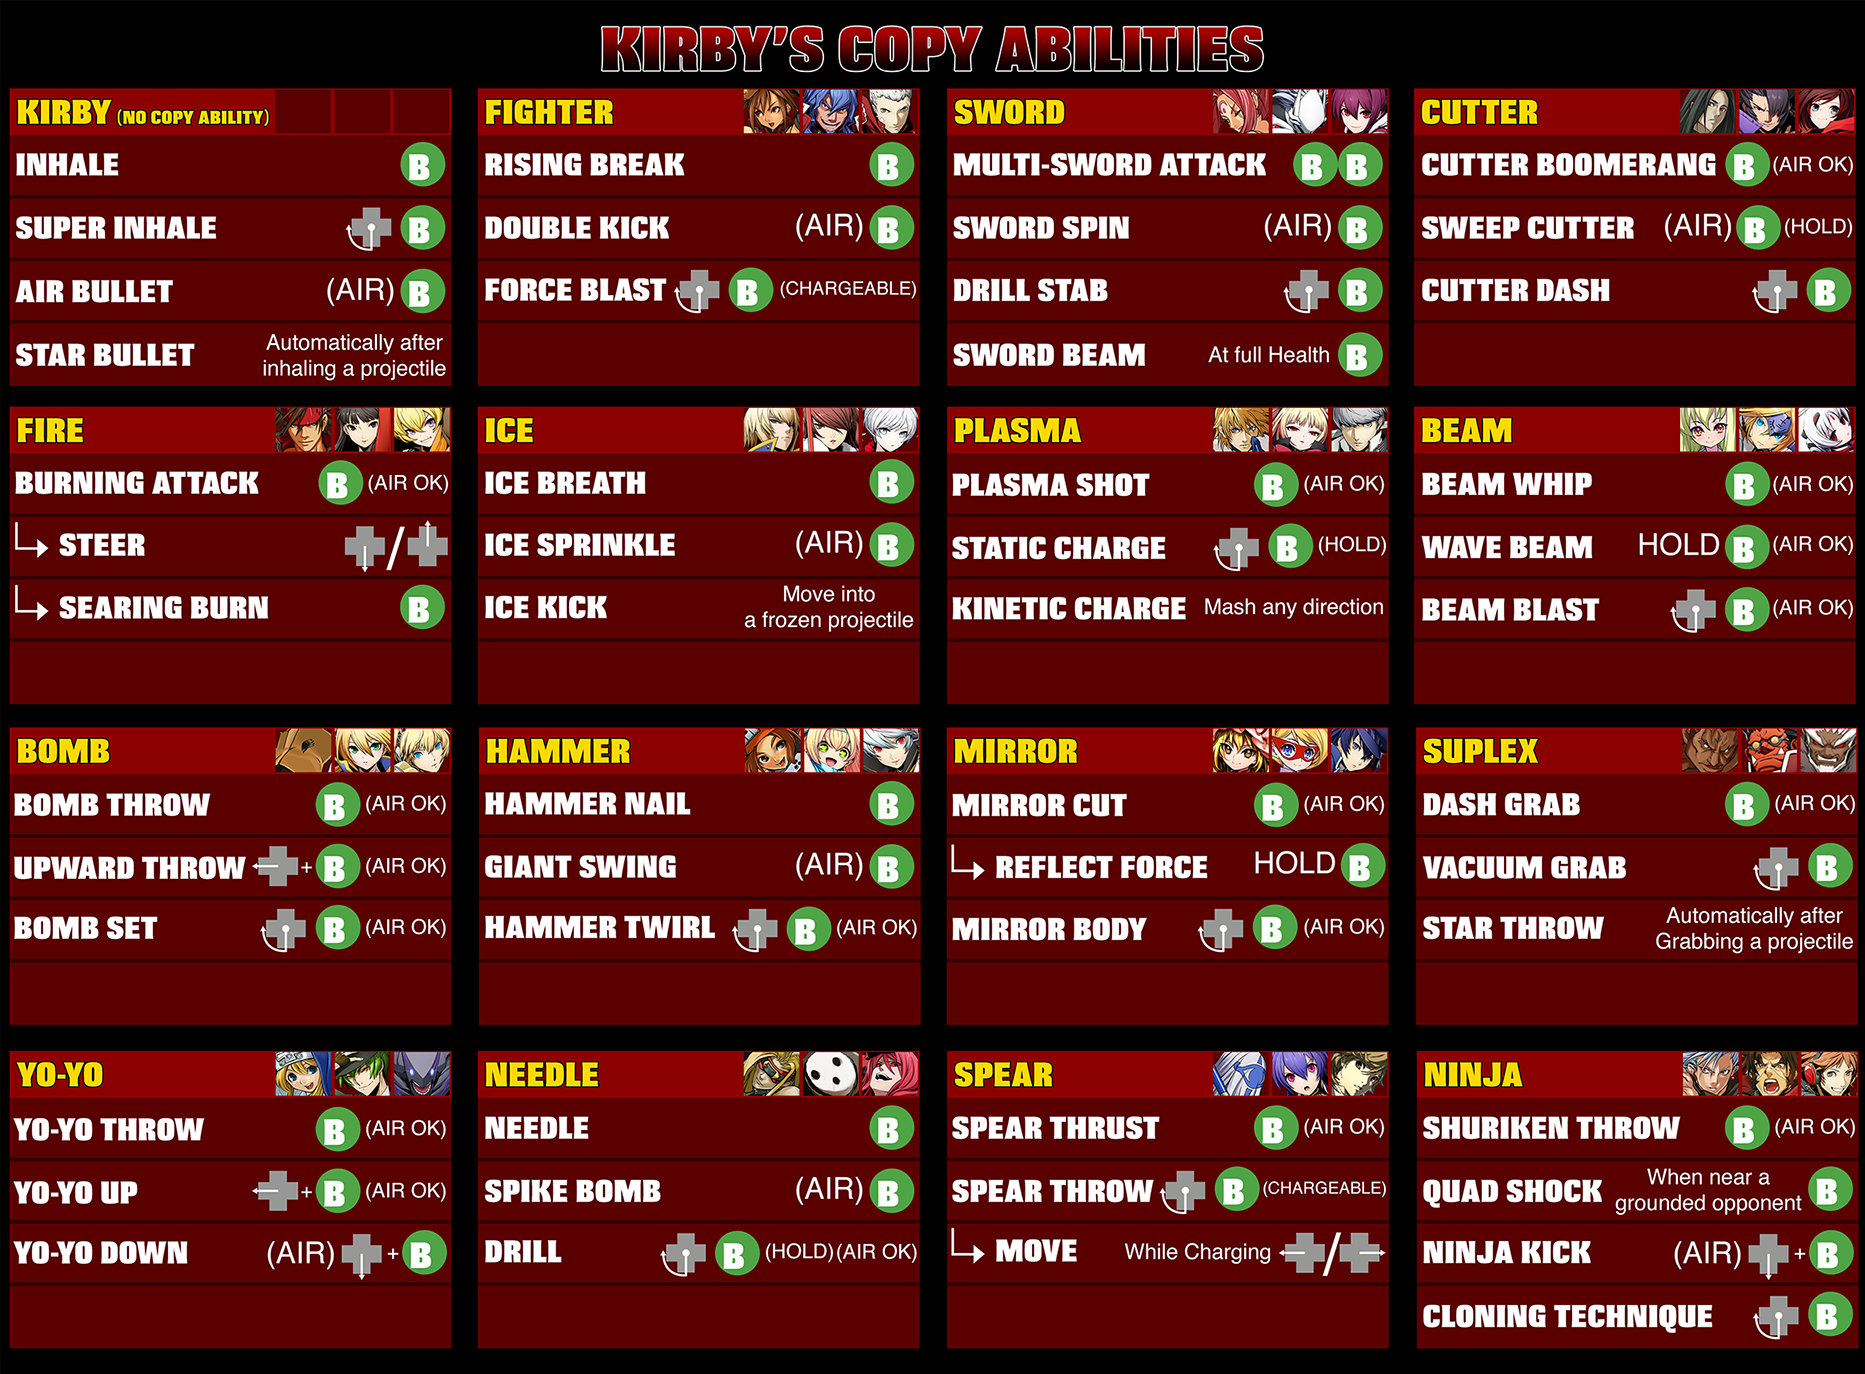 KIRBY'S COPY ABILITIES
KIRBY (NO COPY ABILITY)
INHALE B
SUPER INHALE B
AIR BULLET (AIR) B
STAR BULLET Automatically after
inhaling a projectile
FIGHTER
RISING BREAK B
DOUBLE KICK (AIR) B
FORCE BLAST B (CHARGEABLE)
SWORD
MULTI-SWORD ATTACK B B
SWORD SPIN (AIR) B
DRILL STAB B
SWORD BEAM At full Health B
CUTTER
CUTTER BOOMERANG B (AIR OK)
SWEEP CUTTER (AIR) B (HOLD)
CUTTER DASH B
FIRE
BURNING ATTACK B (AIR OK)
STEER /
SEARING BURN B
ICE
ICE BREATH B
ICE SPRINKLE (AIR) B
ICE KICK Move into
a frozen projectile
PLASMA
PLASMA SHOT B (AIR OK)
STATIC CHARGE B (HOLD)
KINETIC CHARGE Mash any direction
BEAM
BEAM WHIP B (AIR OK)
WAVE BEAM HOLD B (AIR OK)
BEAM BLAST B (AIR OK)
BOMB
BOMB THROW B (AIR OK)
UPWARD THROW + B (AIR OK)
BOMB SET B (AIR OK)
HAMMER
HAMMER NAIL B
GIANT SWING (AIR) B
HAMMER TWIRL B (AIR OK)
MIRROR
MIRROR CUT B (AIR OK)
REFLECT FORCE HOLD B
MIRROR BODY B (AIR OK)
SUPLEX
DASH GRAB B (AIR OK)
VACUUM GRAB B
STAR THROW Automatically after
Grabbing a projectile
YO-YO
YO-YO THROW B (AIR OK)
YO-YO UP + B (AIR OK)
YO-YO DOWN (AIR) + B
NEEDLE
NEEDLE B
SPIKE BOMB (AIR) B
DRILL B (HOLD) (AIR OK)
SPEAR
SPEAR THRUST B (AIR OK)
SPEAR THROW B (CHARGEABLE)
MOVE While Charging /
NINJA
SHURIKEN THROW B (AIR OK)
QUAD SHOCK When near a
grounded opponent B
NINJA KICK (AIR) + B
CLONING TECHNIQUE B